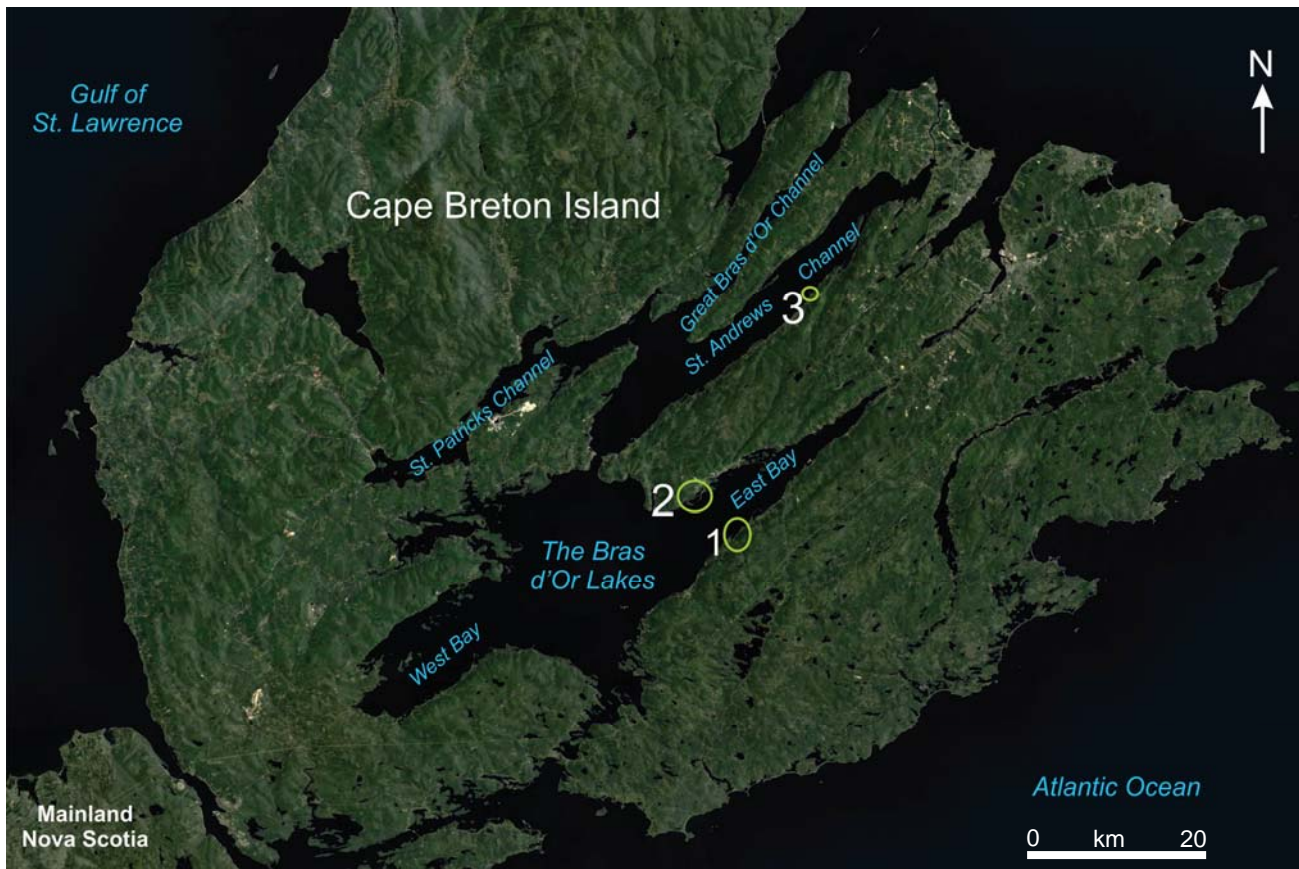 Gulf of
St. Lawrence
N
Cape Breton Island
Great Bras d'Or Channel
St. Andrews Channel
3
St. Patricks Channel
2
East Bay
1
The Bras
d'Or Lakes
West Bay
Atlantic Ocean
Mainland
Nova Scotia
0 km 20